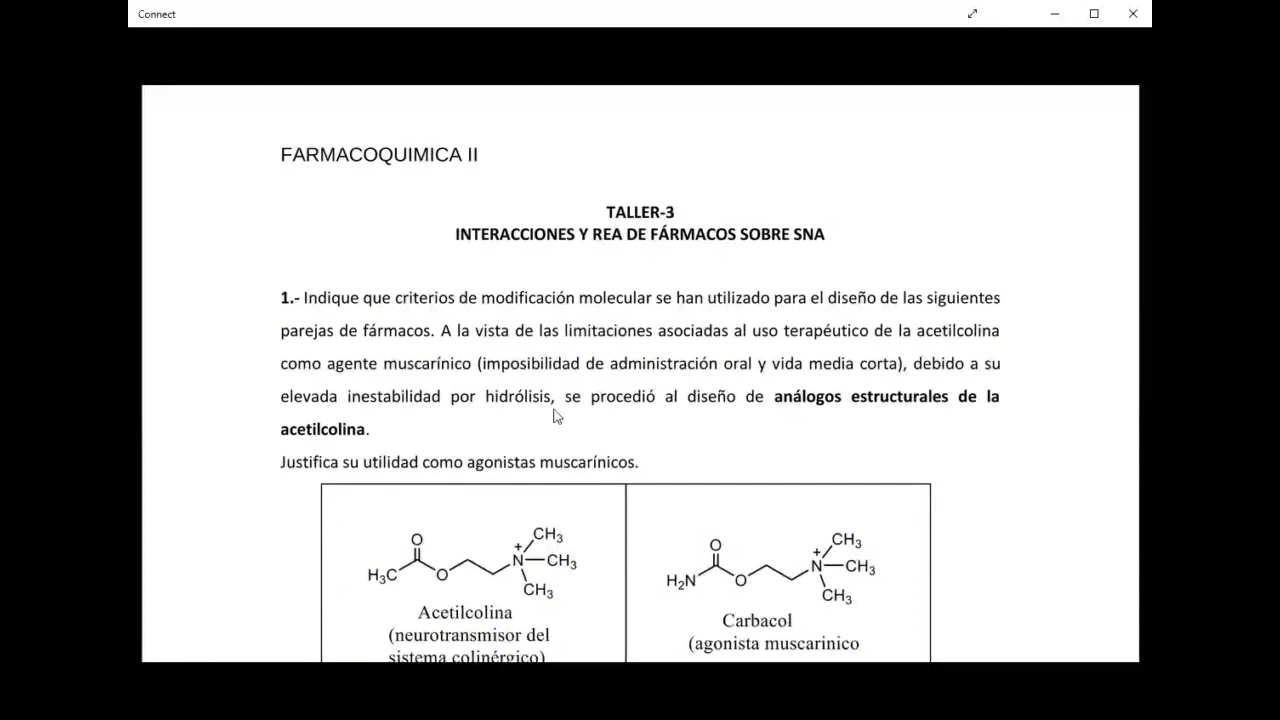 Connect
FARMACOQUIMICA II
TALLER-3
INTERACCIONES Y REA DE FÁRMACOS SOBRE SNA
1.- Indique que criterios de modificación molecular se han utilizado para el diseño de las siguientes
parejas de fármacos. A la vista de las limitaciones asociadas al uso terapéutico de la acetilcolina
como agente muscarínico (imposibilidad de administración oral y vida media corta), debido a su
elevada inestabilidad por hidrólisis, se procedió al diseño de análogos estructurales de la
acetilcolina.
Justifica su utilidad como agonistas muscarínicos.
O
H3C
O
+
N
CH3
CH3
CH3
Acetilcolina
(neurotransmisor del
sistema colinérgico)
O
H2N
O
+
N
CH3
CH3
CH3
Carbacol
(agonista muscarinico